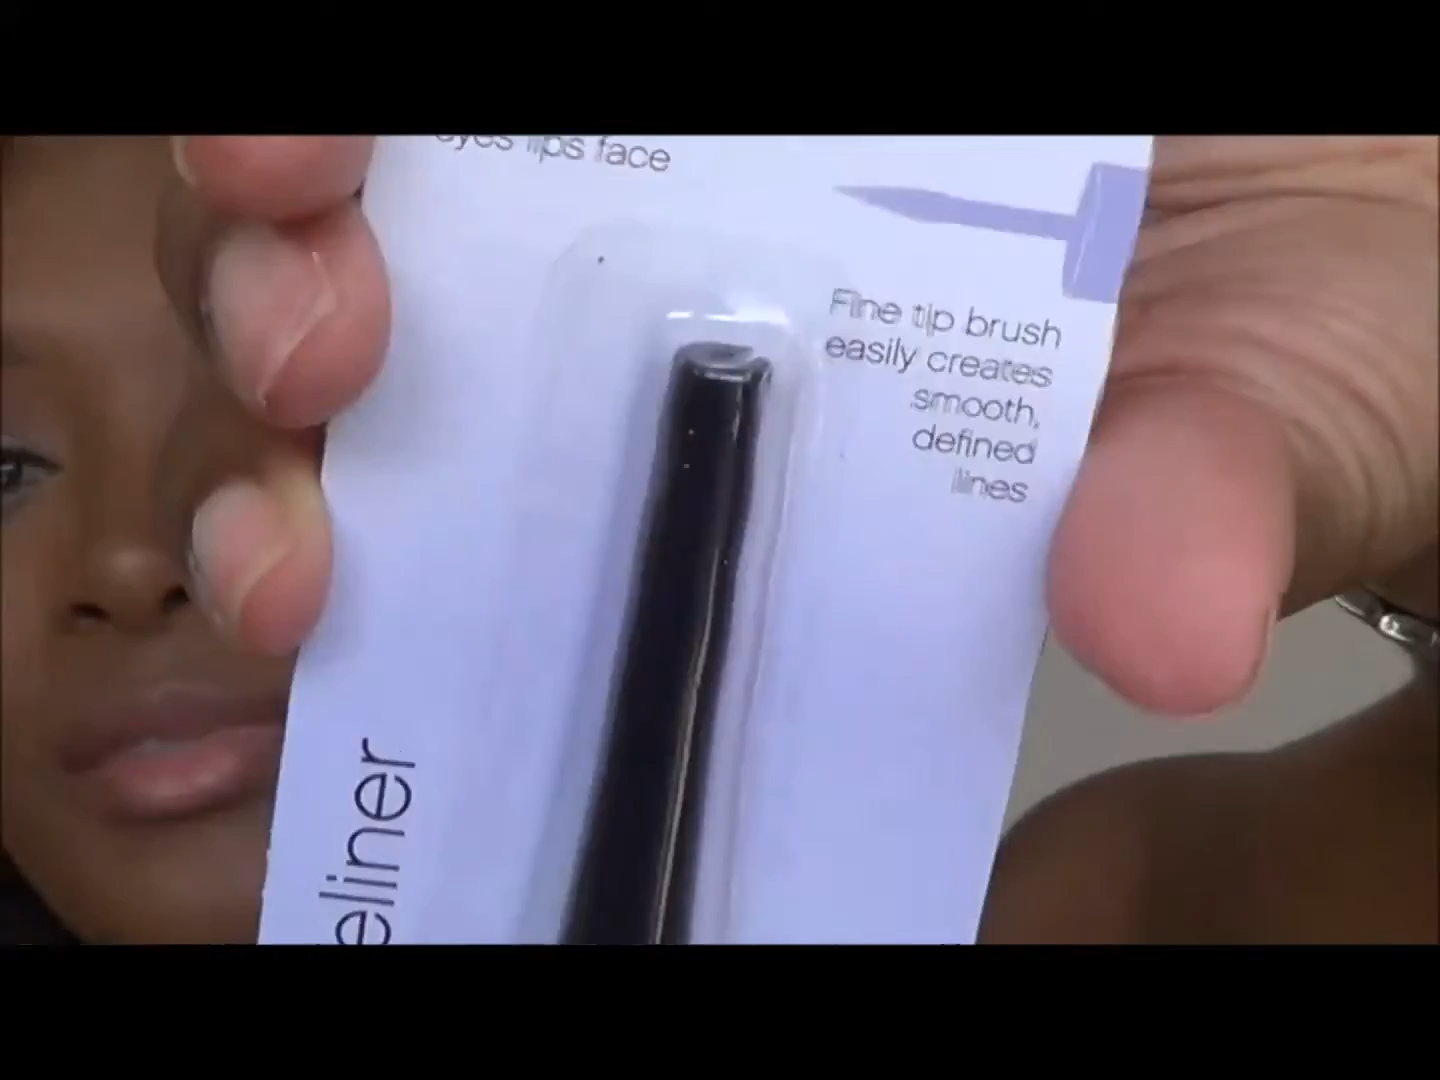 eyes lips face
Fine tip brush
easily creates
smooth,
defined
lines
eliner